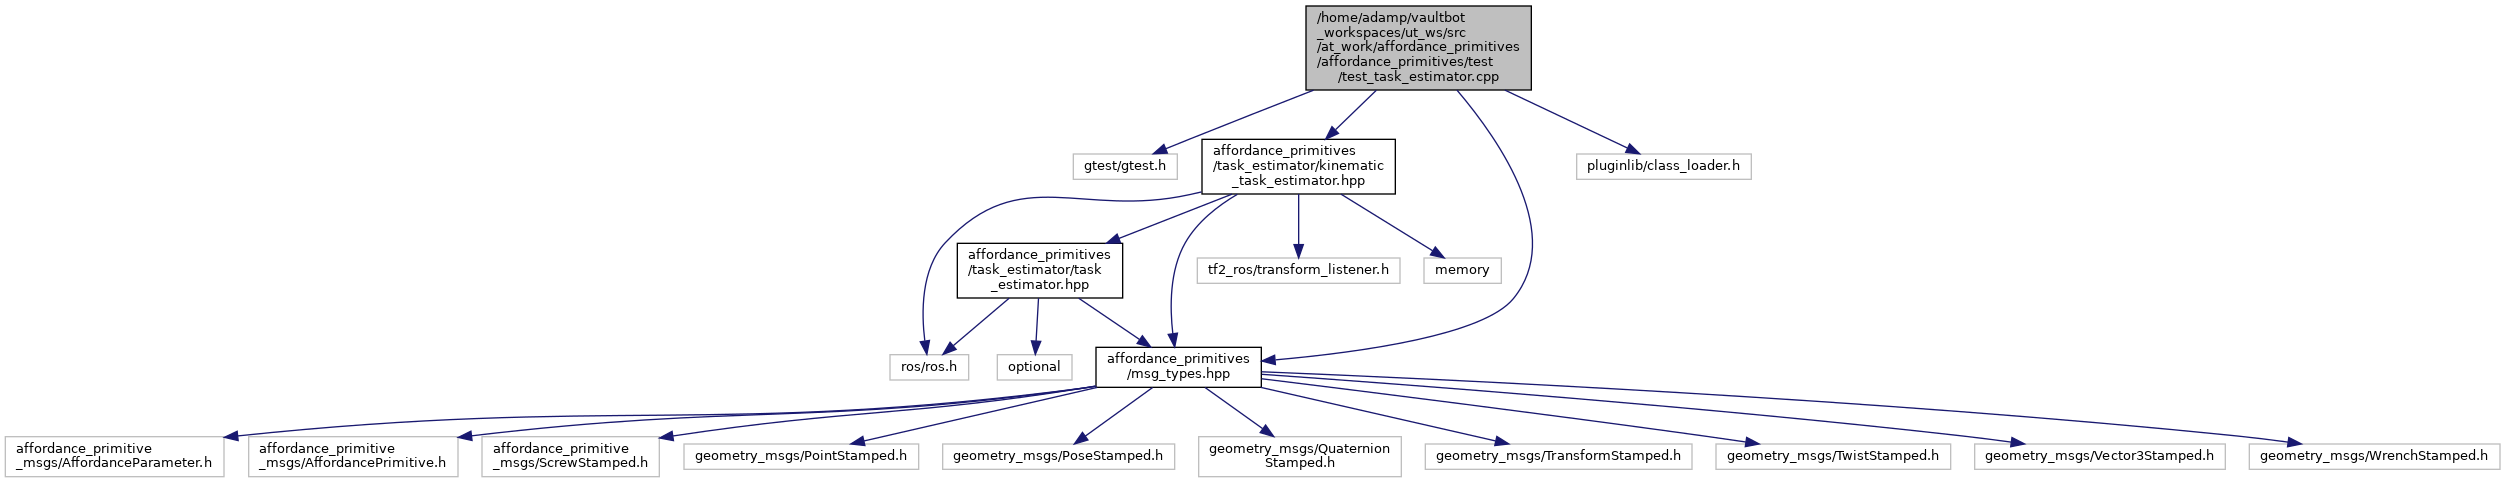 /home/adamp/vaultbot
_workspaces/ut_ws/src
/at_work/affordance_primitives
/affordance_primitives/test
/test_task_estimator.cpp
gtest/gtest.h
affordance_primitives
/task_estimator/kinematic
_task_estimator.hpp
pluginlib/class_loader.h
affordance_primitives
/task_estimator/task
_estimator.hpp
tf2_ros/transform_listener.h
memory
ros/ros.h
optional
affordance_primitives
/msg_types.hpp
affordance_primitive
_msgs/AffordanceParameter.h
affordance_primitive
_msgs/AffordancePrimitive.h
affordance_primitive
_msgs/ScrewStamped.h
geometry_msgs/PointStamped.h
geometry_msgs/PoseStamped.h
geometry_msgs/Quaternion
Stamped.h
geometry_msgs/TransformStamped.h
geometry_msgs/TwistStamped.h
geometry_msgs/Vector3Stamped.h
geometry_msgs/WrenchStamped.h